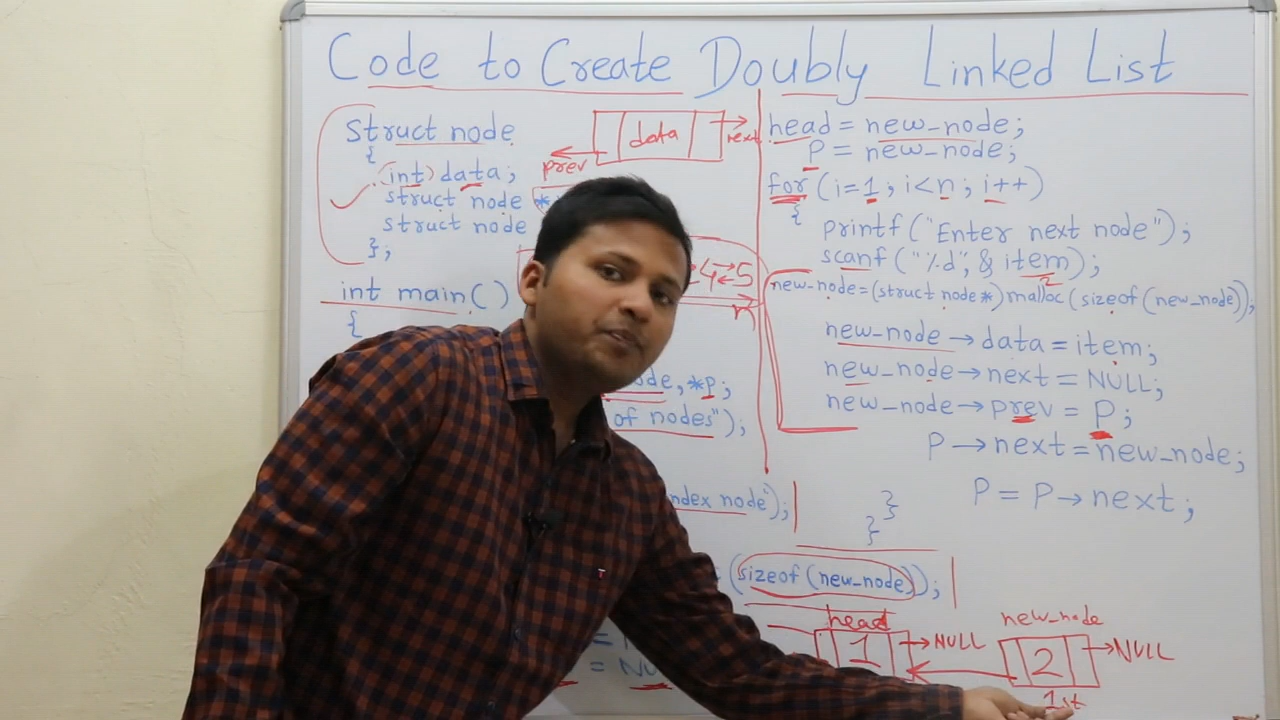 Code to Create Doubly Linked List
struct node
{
(int) data;
struct node *
struct node
};
data
prev
next
4 5
n
int main()
{
ode, *p;
of nodes");
ndex node");
(sizeof(new_node));
=
= NU
head = new_node;
P = new_node;
for (i=1; i<n; i++)
{
printf("Enter next node");
scanf("%d", & item);
2
new_node=(struct node*)malloc(sizeof(new_node));
new_node→data=item;
new_node→next=NULL;
new_node→prev=P;
P→next=new_node;
P=P→next;
}
}
head
1 →NULL
new_node
2 →NULL
1st